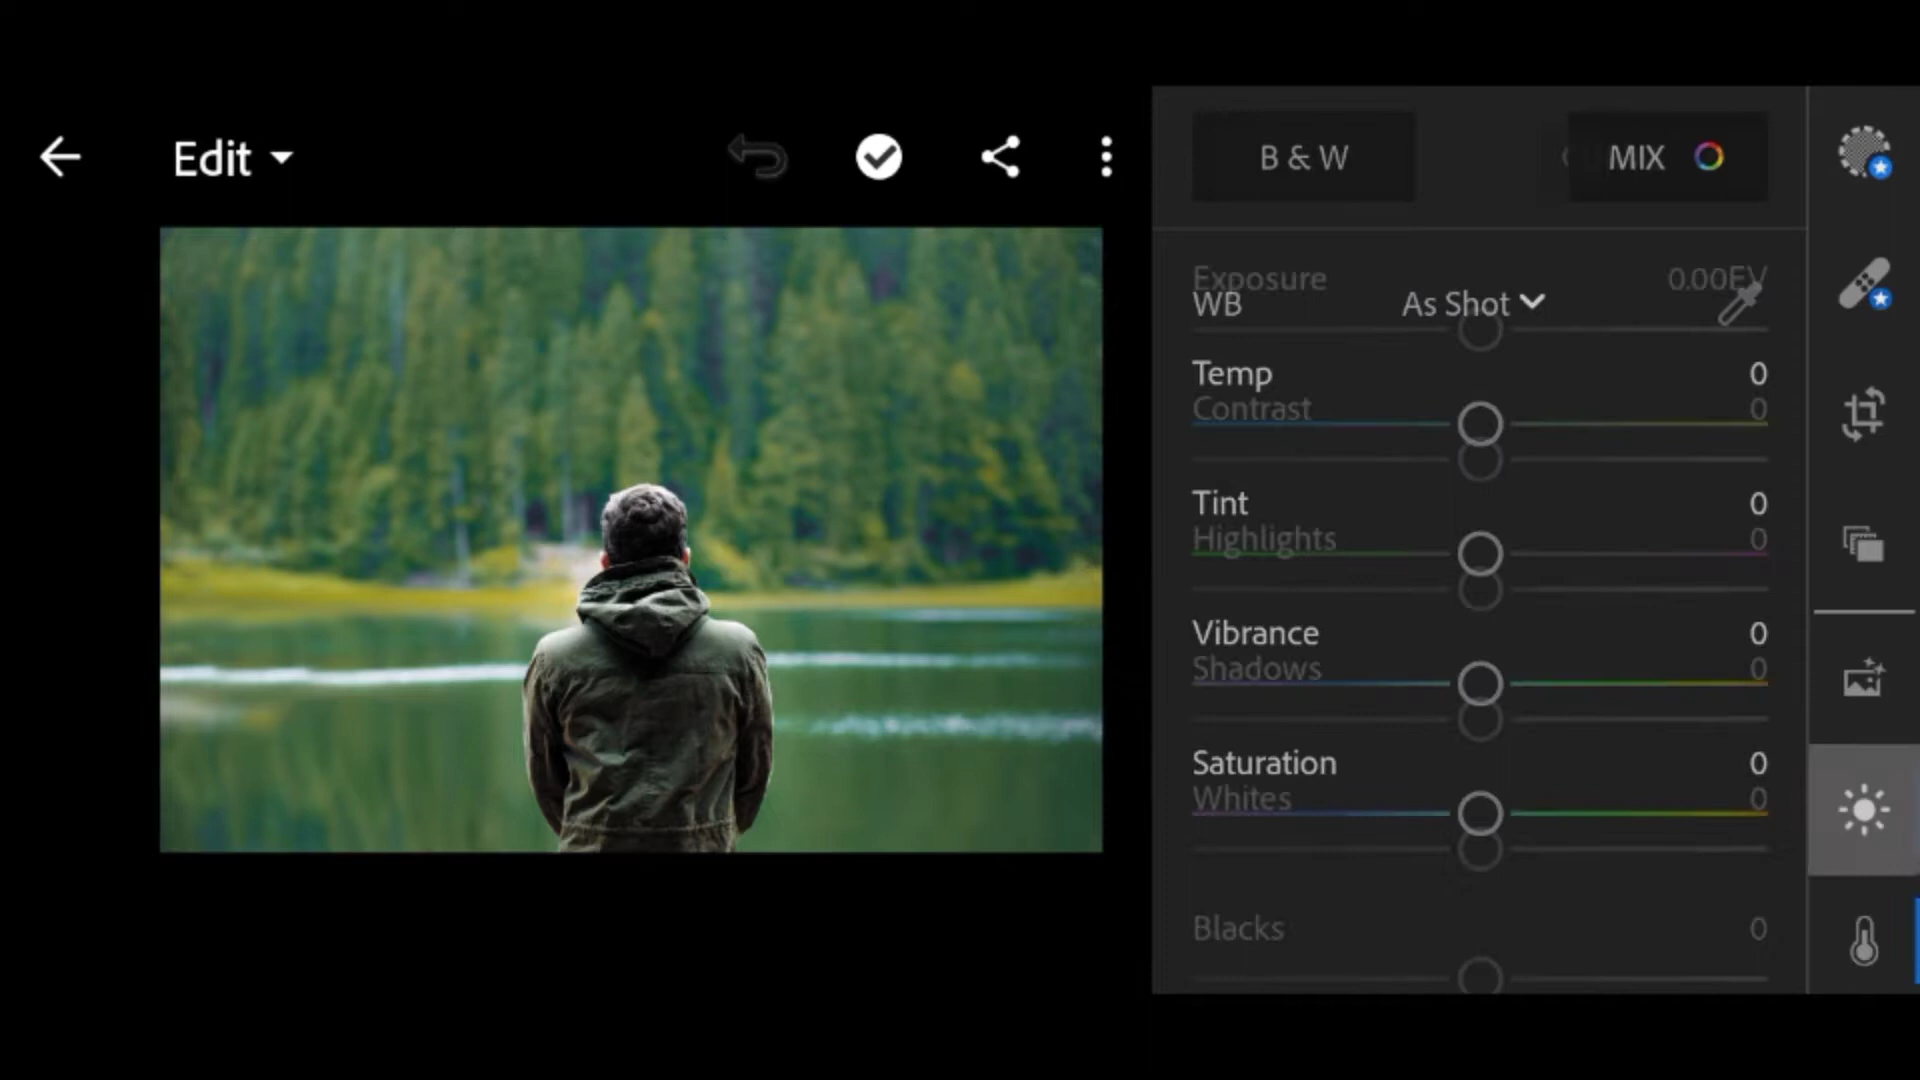 Edit
B & W
MIX
Exposure 0.00EV
WB As Shot
Temp 0
Contrast 0
Tint 0
Highlights 0
Vibrance 0
Shadows 0
Saturation 0
Whites 0
Blacks 0